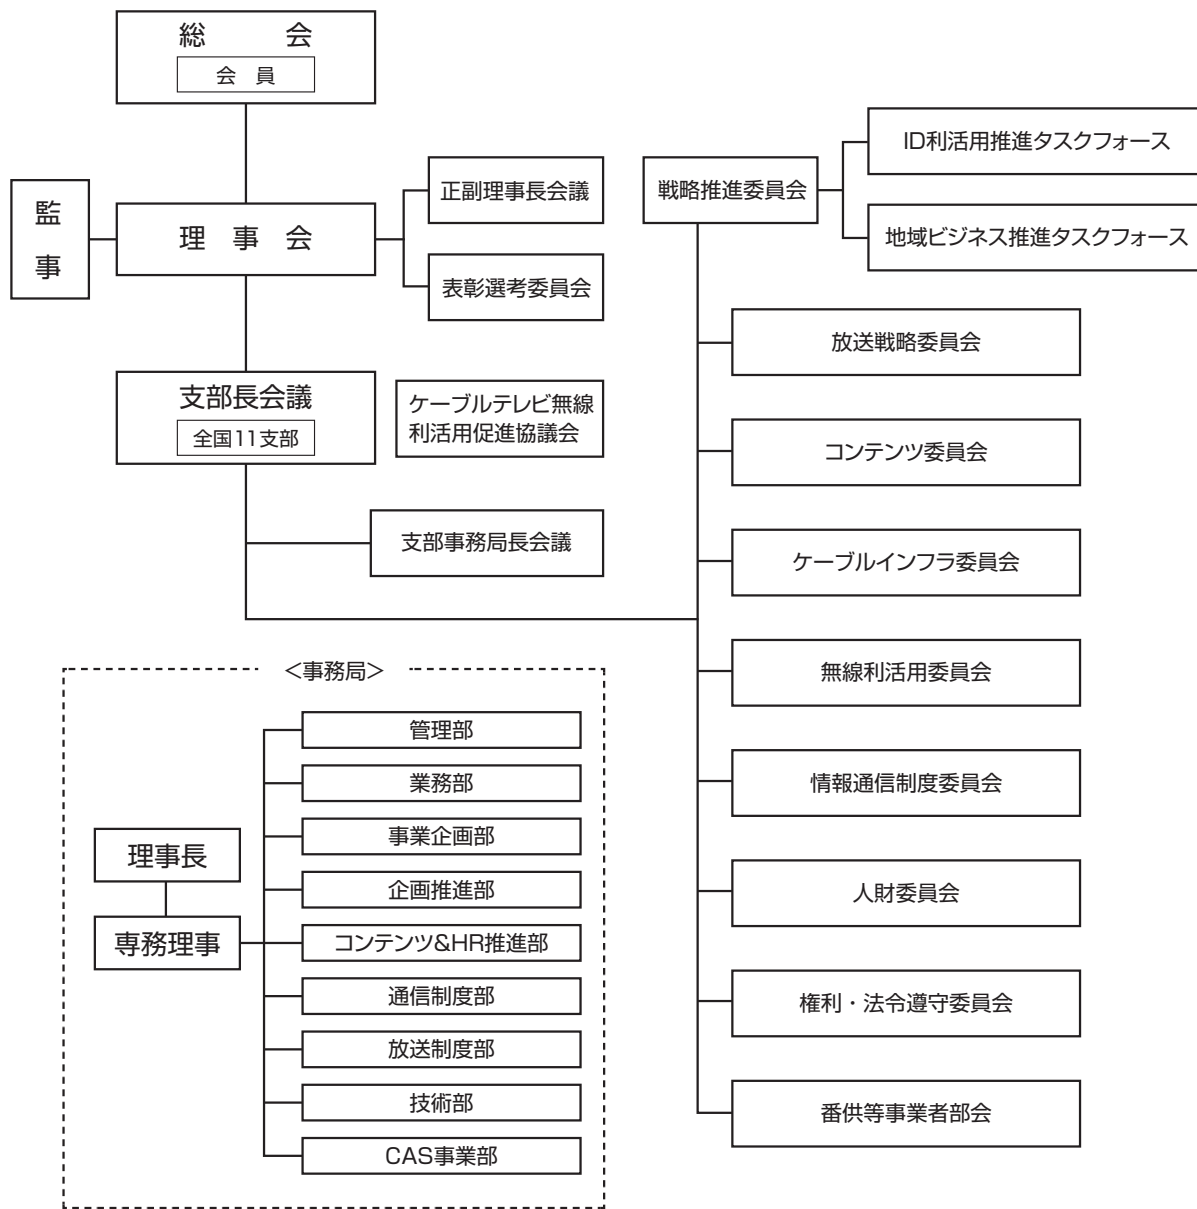 総　会
会　員
監
事
理　事　会
正副理事長会議
表彰選考委員会
支部長会議
全国11支部
ケーブルテレビ無線
利活用促進協議会
支部事務局長会議
戦略推進委員会
ID利活用推進タスクフォース
地域ビジネス推進タスクフォース
放送戦略委員会
コンテンツ委員会
ケーブルインフラ委員会
無線利活用委員会
情報通信制度委員会
人財委員会
権利・法令遵守委員会
番供等事業者部会
＜事務局＞
理事長
専務理事
管理部
業務部
事業企画部
企画推進部
コンテンツ&HR推進部
通信制度部
放送制度部
技術部
CAS事業部